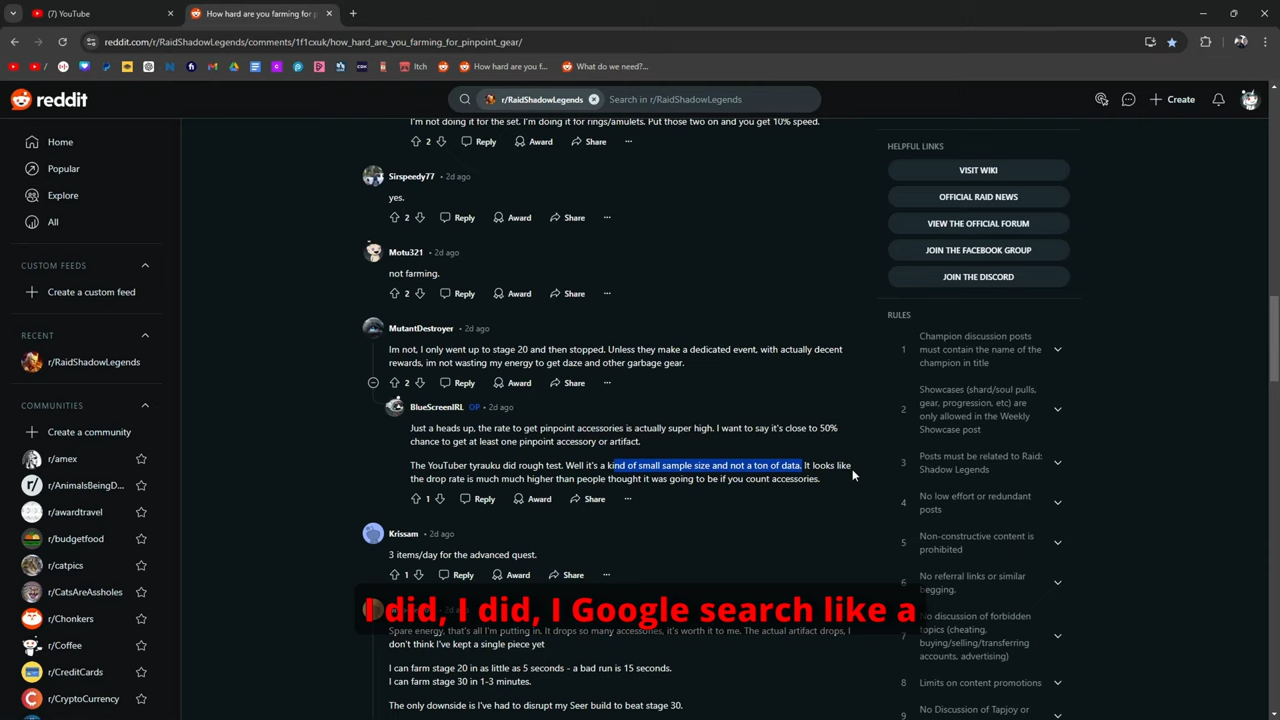 YouTube
How hard are you farming for p
reddit.com/r/RaidShadowLegends/comments/1f1cxuk/how_hard_are_you_farming_for_pinpoint_gear/
Itch
How hard are you f...
What do we need?...
reddit
r/RaidShadowLegends
Search in r/RaidShadowLegends
Create
I'm not doing it for the set. I'm doing it for rings/amulets. Put those two on and you get 10% speed.
2 Reply Award Share
Home
Popular
Explore
All
CUSTOM FEEDS
Create a custom feed
RECENT
r/RaidShadowLegends
COMMUNITIES
Create a community
r/amex
r/AnimalsBeingD...
r/awardtravel
r/budgetfood
r/catpics
r/CatsAreAssholes
r/Chonkers
r/Coffee
r/CreditCards
r/CryptoCurrency
Sirspeedy77 • 2d ago
yes.
2 Reply Award Share
Motu321 • 2d ago
not farming.
2 Reply Award Share
MutantDestroyer • 2d ago
Im not, I only went up to stage 20 and then stopped. Unless they make a dedicated event, with actually decent
rewards, im not wasting my energy to get daze and other garbage gear.
2 Reply Award Share
BlueScreenIRL OP • 2d ago
Just a heads up, the rate to get pinpoint accessories is actually super high. I want to say it's close to 50%
chance to get at least one pinpoint accessory or artifact.
The YouTuber tyrauku did rough test. Well it's a kind of small sample size and not a ton of data. It looks like
the drop rate is much much higher than people thought it was going to be if you count accessories.
1 Reply Award Share
Krissam • 2d ago
3 items/day for the advanced quest.
1 Reply Award Share
I did, I did, I Google search like a
Spare energy, that's all I'm putting in. It drops so many accessories, it's worth it to me. The actual artifact drops, I
don't think I've kept a single piece yet
I can farm stage 20 in as little as 5 seconds - a bad run is 15 seconds.
I can farm stage 30 in 1-3 minutes.
The only downside is I've had to disrupt my Seer build to beat stage 30.
HELPFUL LINKS
VISIT WIKI
OFFICIAL RAID NEWS
VIEW THE OFFICIAL FORUM
JOIN THE FACEBOOK GROUP
JOIN THE DISCORD
RULES
1 Champion discussion posts
must contain the name of the
champion in title
2 Showcases (shard/soul pulls,
gear, progression, etc) are
only allowed in the Weekly
Showcase post
3 Posts must be related to Raid:
Shadow Legends
4 No low effort or redundant
posts
5 Non-constructive content is
prohibited
6 No referral links or similar
begging.
7 No discussion of forbidden
topics (cheating,
buying/selling/transferring
accounts, advertising)
8 Limits on content promotions
9 No Discussion of Tapjoy or